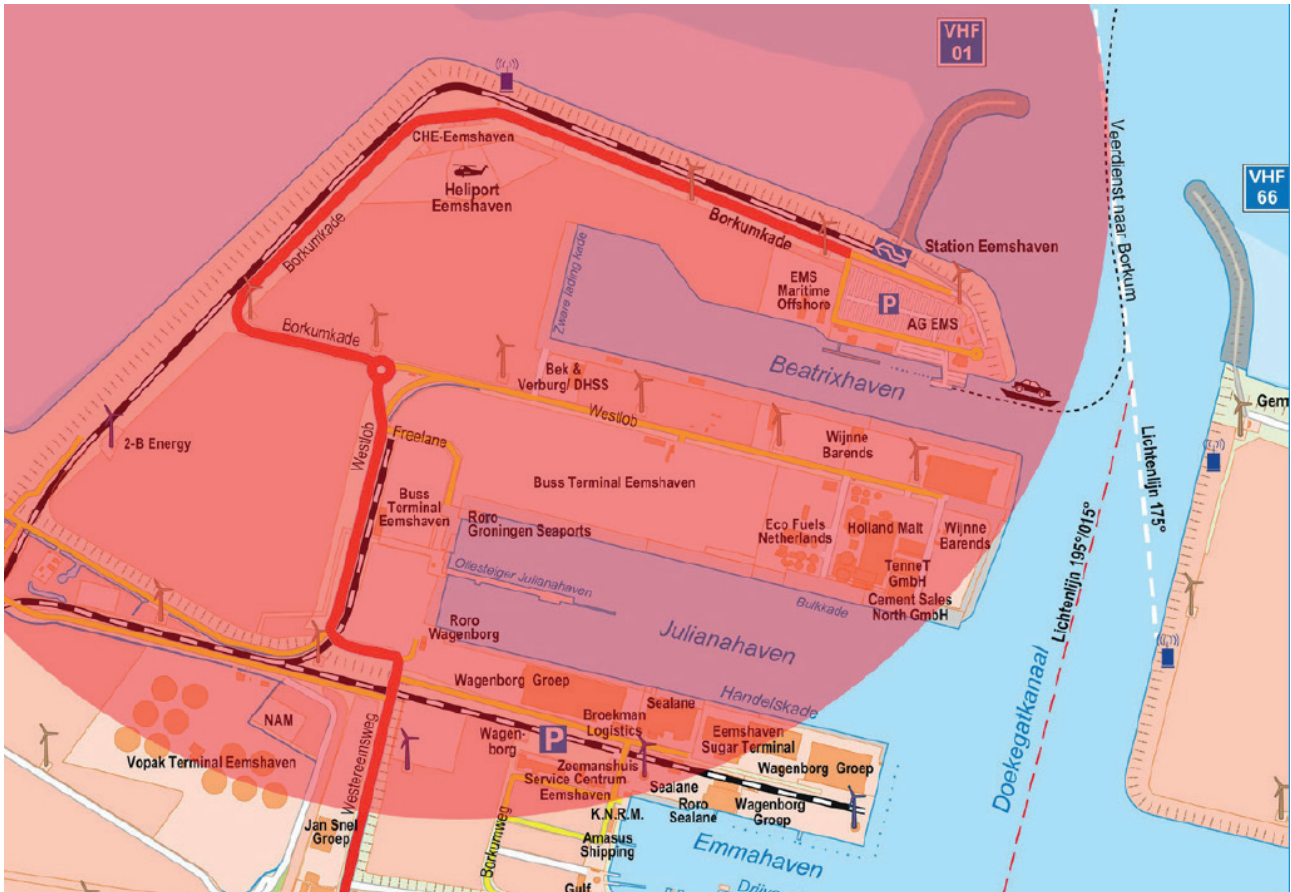 VHF
01
CHE-Eemshaven
Heliport
Eemshaven
Borkumkade
Borkumkade
Station Eemshaven
Veerdienst naar Borkum
VHF
66
Zware lading kade
EMS
Maritime
Offshore
P
AG EMS
Borkumkade
Bek &
Verburg/ DHSS
Beatrixhaven
Westlob
Gem
2-B Energy
Westlob
Freelane
Wijnne
Barends
Lichtenlijn 175°
Buss
Terminal
Eemshaven
Buss Terminal Eemshaven
Roro
Groningen Seaports
Eco Fuels
Netherlands
Holland Malt
Wijnne
Barends
TenneT
GmbH
Cement Sales
North GmbH
Oliesteiger Julianahaven
Bulkkade
Lichtenlijn 195°/015°
Roro
Wagenborg
Julianahaven
Wagenborg Groep
Handelskade
Sealane
NAM
Wagen-
borg
P
Broekman
Logistics
Eemshaven
Sugar Terminal
Vopak Terminal Eemshaven
Zeemanshuis
Service Centrum
Eemshaven
Wagenborg Groep
Westereemsweg
Sealane
Roro
Sealane
Wagenborg
Groep
Doekegatkanaal
Jan Snel
Groep
Borkumweg
K.N.R.M.
Amasus
Shipping
Emmahaven
Gulf
Drijve